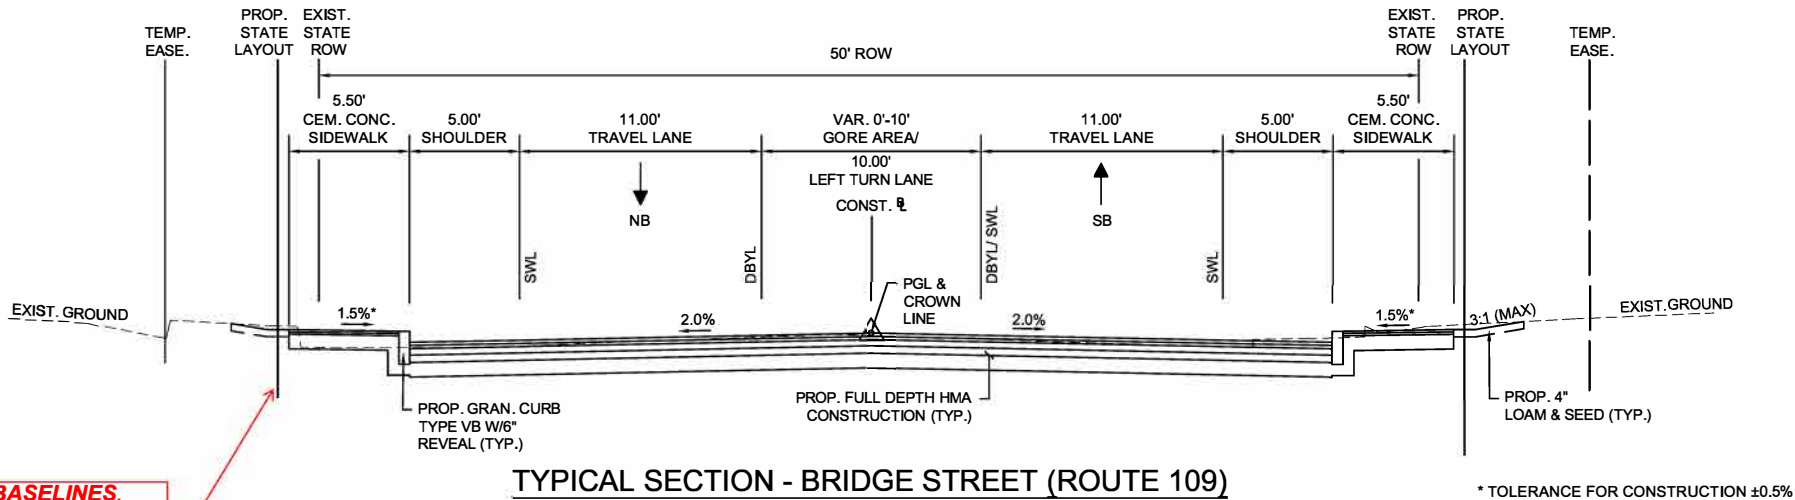 TEMP.
EASE.
PROP.
STATE
LAYOUT
EXIST.
STATE
ROW
50' ROW
EXIST.
STATE
ROW
PROP.
STATE
LAYOUT
TEMP.
EASE.
5.50'
CEM. CONC.
SIDEWALK
5.00'
SHOULDER
11.00'
TRAVEL LANE
VAR. 0'-10'
GORE AREA/
10.00'
LEFT TURN LANE
11.00'
TRAVEL LANE
5.00'
SHOULDER
5.50'
CEM. CONC.
SIDEWALK
CONST. BL
NB
SB
SWL
DBYL
DBYL/ SWL
SWL
PGL &
CROWN
LINE
EXIST. GROUND
1.5%*
2.0%
2.0%
1.5%*
3:1 (MAX)
EXIST.GROUND
PROP. GRAN. CURB
TYPE VB W/6"
REVEAL (TYP.)
PROP. FULL DEPTH HMA
CONSTRUCTION (TYP.)
PROP. 4"
LOAM & SEED (TYP.)
BASELINES.
TYPICAL SECTION - BRIDGE STREET (ROUTE 109)
* TOLERANCE FOR CONSTRUCTION ±0.5%